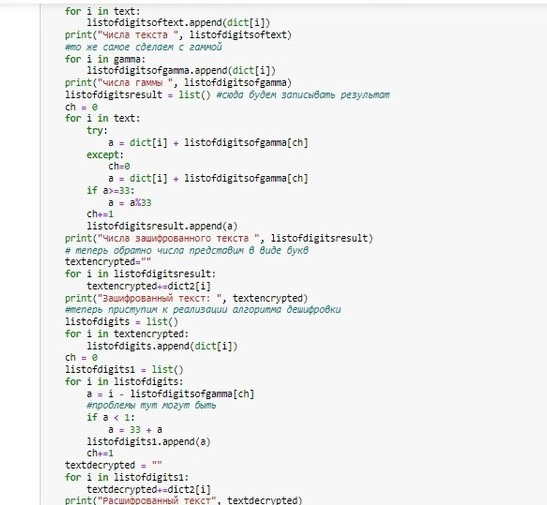 for i in text:
    listofdigitsoftext.append(dict[i])
print("Числа текста ", listofdigitsoftext)
#то же самое сделаем с гаммой
for i in gamma:
    listofdigitsofgamma.append(dict[i])
print("числа гаммы ", listofdigitsofgamma)
listofdigitsresult = list() #сюда будем записывать результат
ch = 0
for i in text:
    try:
        a = dict[i] + listofdigitsofgamma[ch]
    except:
        ch=0
        a = dict[i] + listofdigitsofgamma[ch]
    if a>=33:
        a = a%33
    ch+=1
    listofdigitsresult.append(a)
print("Числа зашифрованного текста ", listofdigitsresult)
# теперь обратно числа представим в виде букв
textencrypted=""
for i in listofdigitsresult:
    textencrypted+=dict2[i]
print("Зашифрованный текст: ", textencrypted)
#теперь приступим к реализации алгоритма дешифровки
listofdigits = list()
for i in textencrypted:
    listofdigits.append(dict[i])
ch = 0
listofdigits1 = list()
for i in listofdigits:
    a = i - listofdigitsofgamma[ch]
    #проблемы тут могут быть
    if a < 1:
        a = 33 + a
    listofdigits1.append(a)
    ch+=1
textdecrypted = ""
for i in listofdigits1:
    textdecrypted+=dict2[i]
print("Расшифрованный текст", textdecrypted)